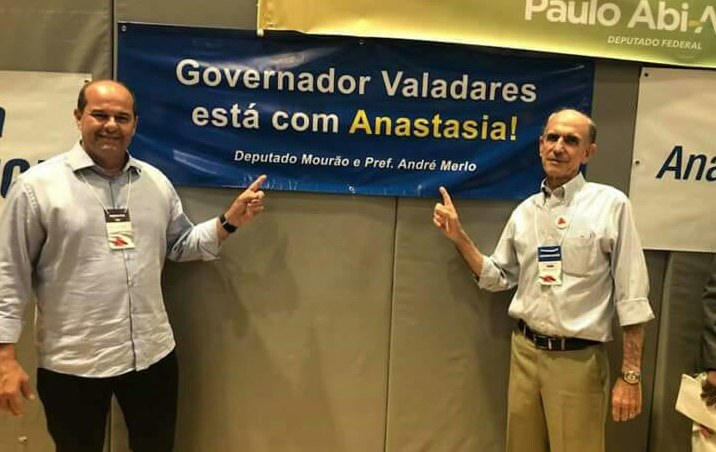 Paulo Abi-A
DEPUTADO FEDERAL
Governador Valadares
está com Anastasia!
Deputado Mourão e Pref. André Merlo
Ana